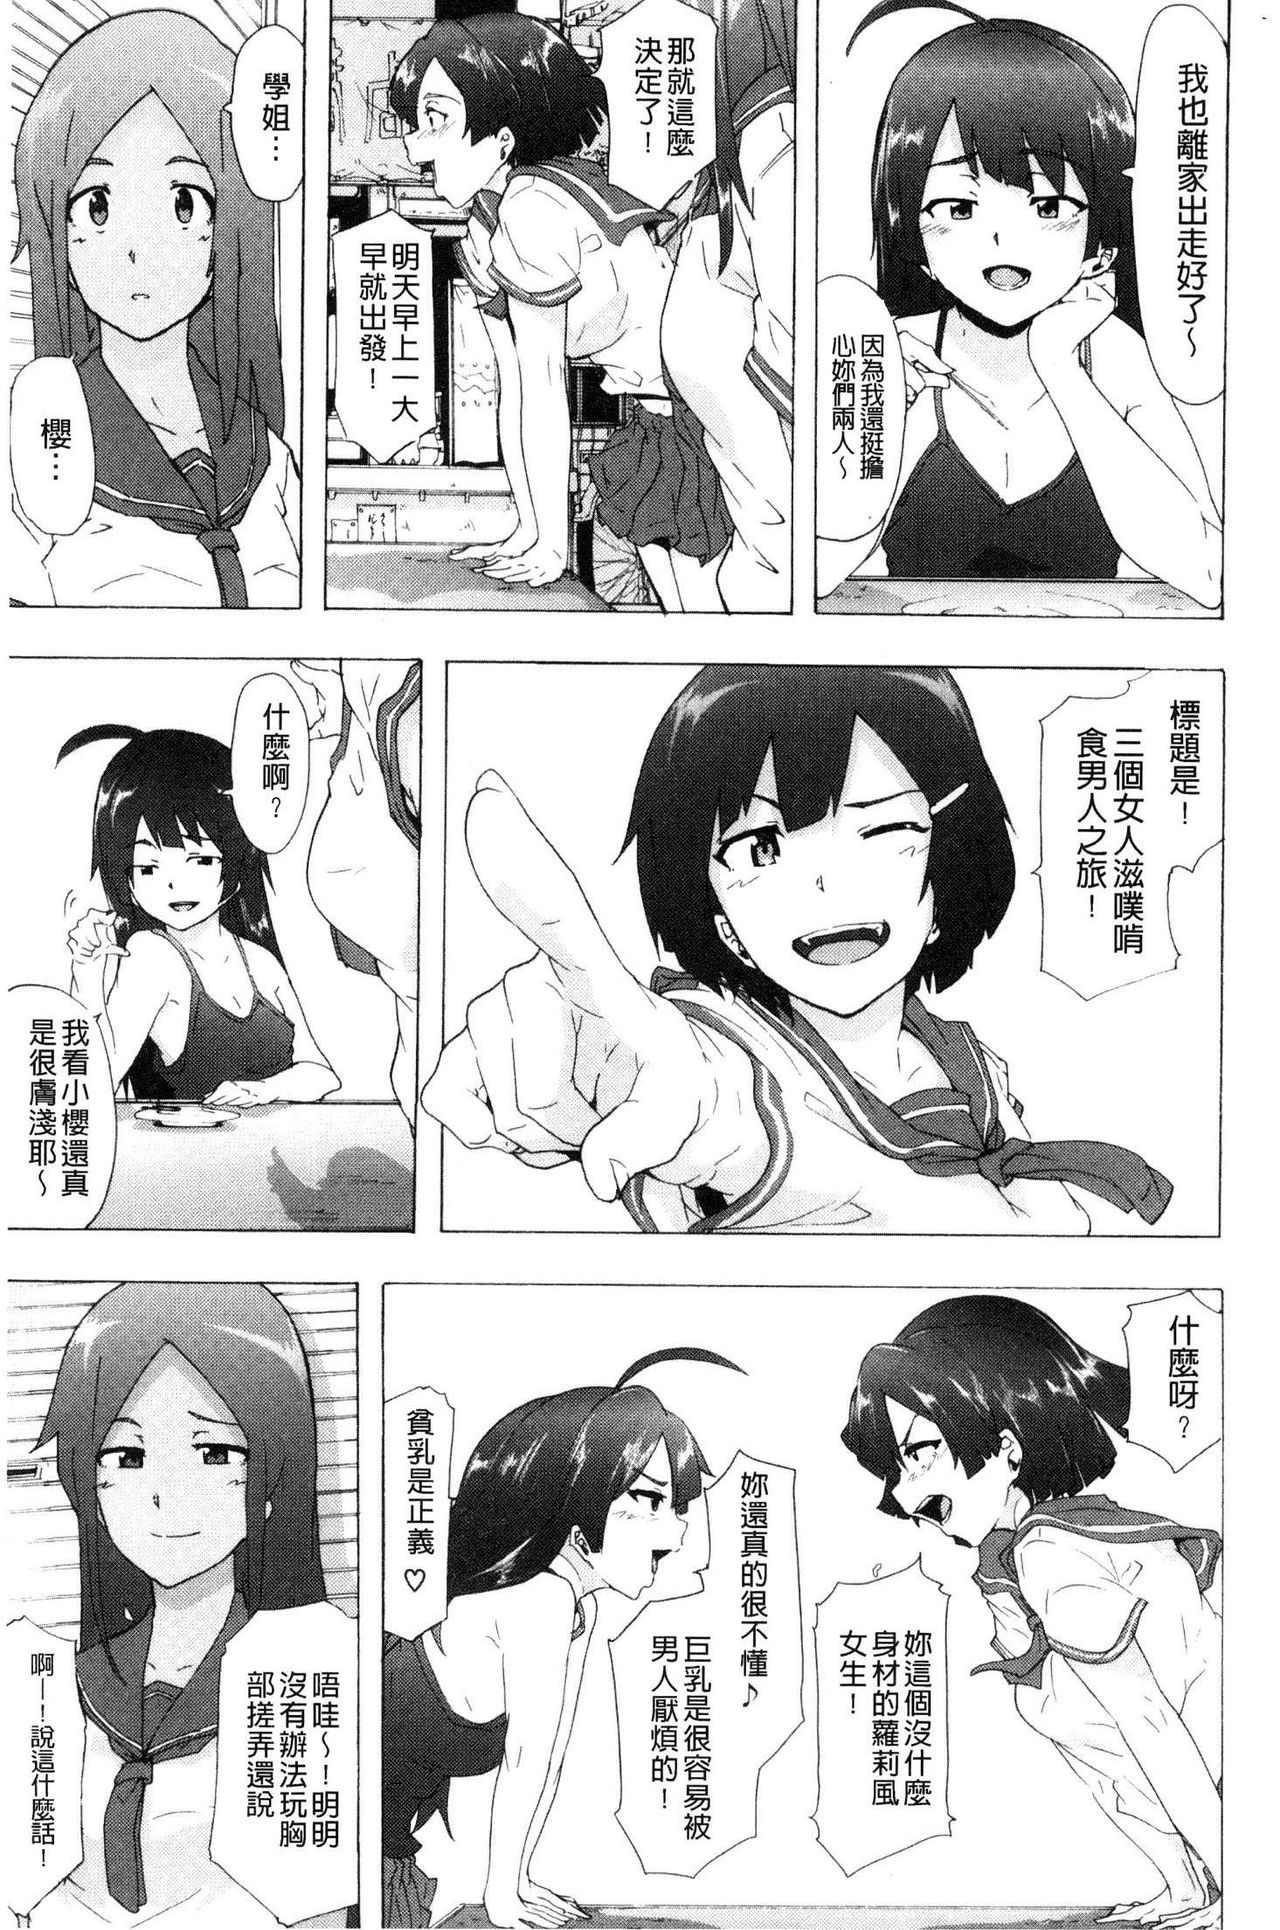 我也離家出走好了～
因為我還挺擔
心妳們兩人～
那就這麼
決定了！
明天早上一大
早就出發！
學姐…
櫻…
標題是！
三個女人滋噗啃
食男人之旅！
什麼啊？
我看小櫻還真
是很膚淺耶～
什麼呀？
妳這個沒什麼
身材的蘿莉風
女生！
妳還真的很不懂♪
巨乳是很容易被
男人厭煩的！
貧乳是正義♡
唔哇～！明明
沒有辦法玩胸
部搓弄還說
啊——！說這什麼話！